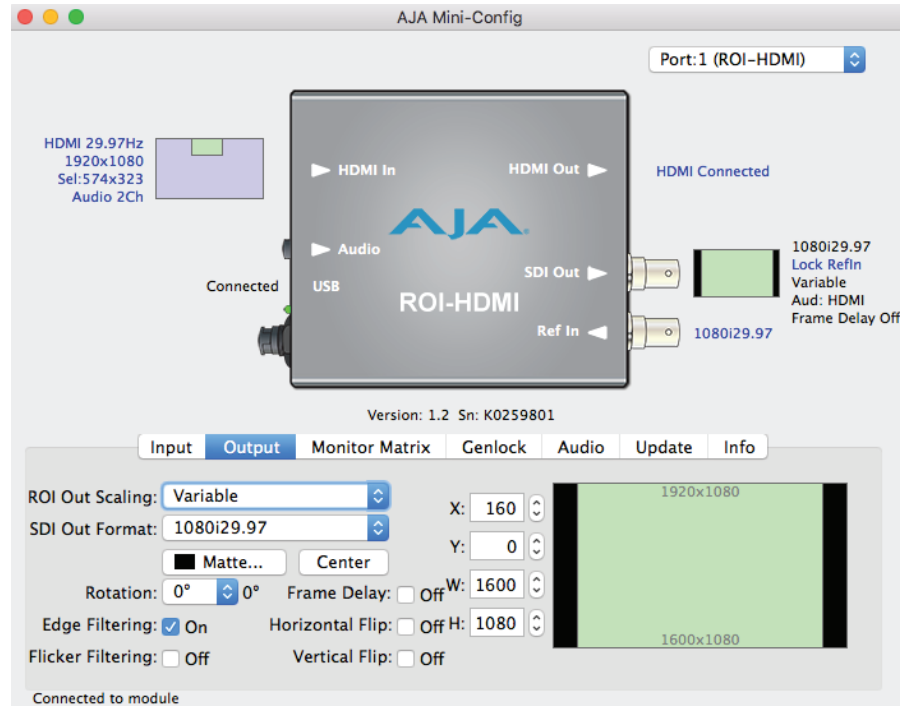 AJA Mini-Config
Port:1 (ROI-HDMI)
HDMI 29.97Hz
1920x1080
Sel:574x323
Audio 2Ch
HDMI In
HDMI Out
HDMI Connected
AJA
Audio
Connected
USB
SDI Out
ROI-HDMI
Ref In
1080i29.97
1080i29.97
Lock RefIn
Variable
Aud: HDMI
Frame Delay Off
Version: 1.2 Sn: K0259801
Input Output Monitor Matrix Genlock Audio Update Info
ROI Out Scaling: Variable
SDI Out Format: 1080i29.97
Matte... Center
Rotation: 0° 0° Frame Delay: Off
Edge Filtering: On Horizontal Flip: Off
Flicker Filtering: Off Vertical Flip: Off
X: 160
Y: 0
W: 1600
H: 1080
1920x1080
1600x1080
Connected to module